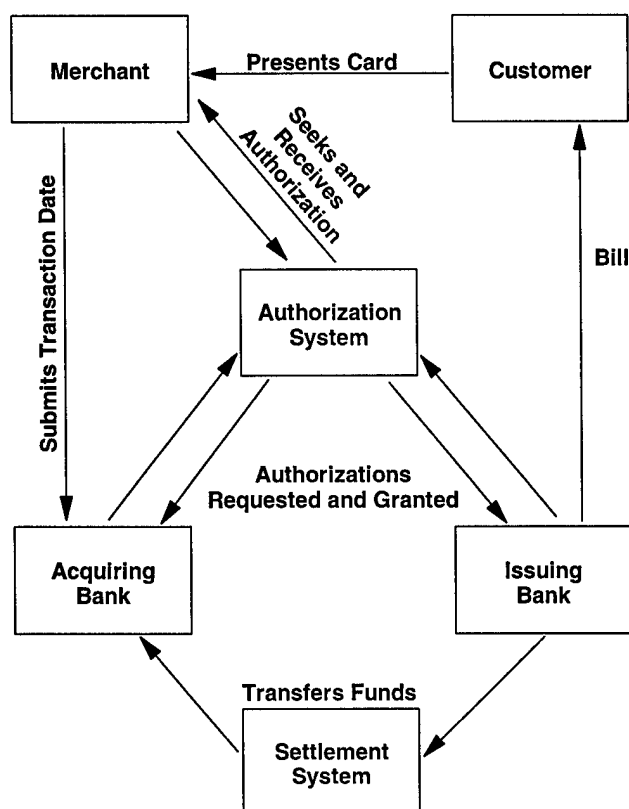 Merchant
Presents Card
Customer
Seeks and
Receives
Authorization
Submits Transaction Date
Bill
Authorization
System
Authorizations
Requested and Granted
Acquiring
Bank
Issuing
Bank
Transfers Funds
Settlement
System